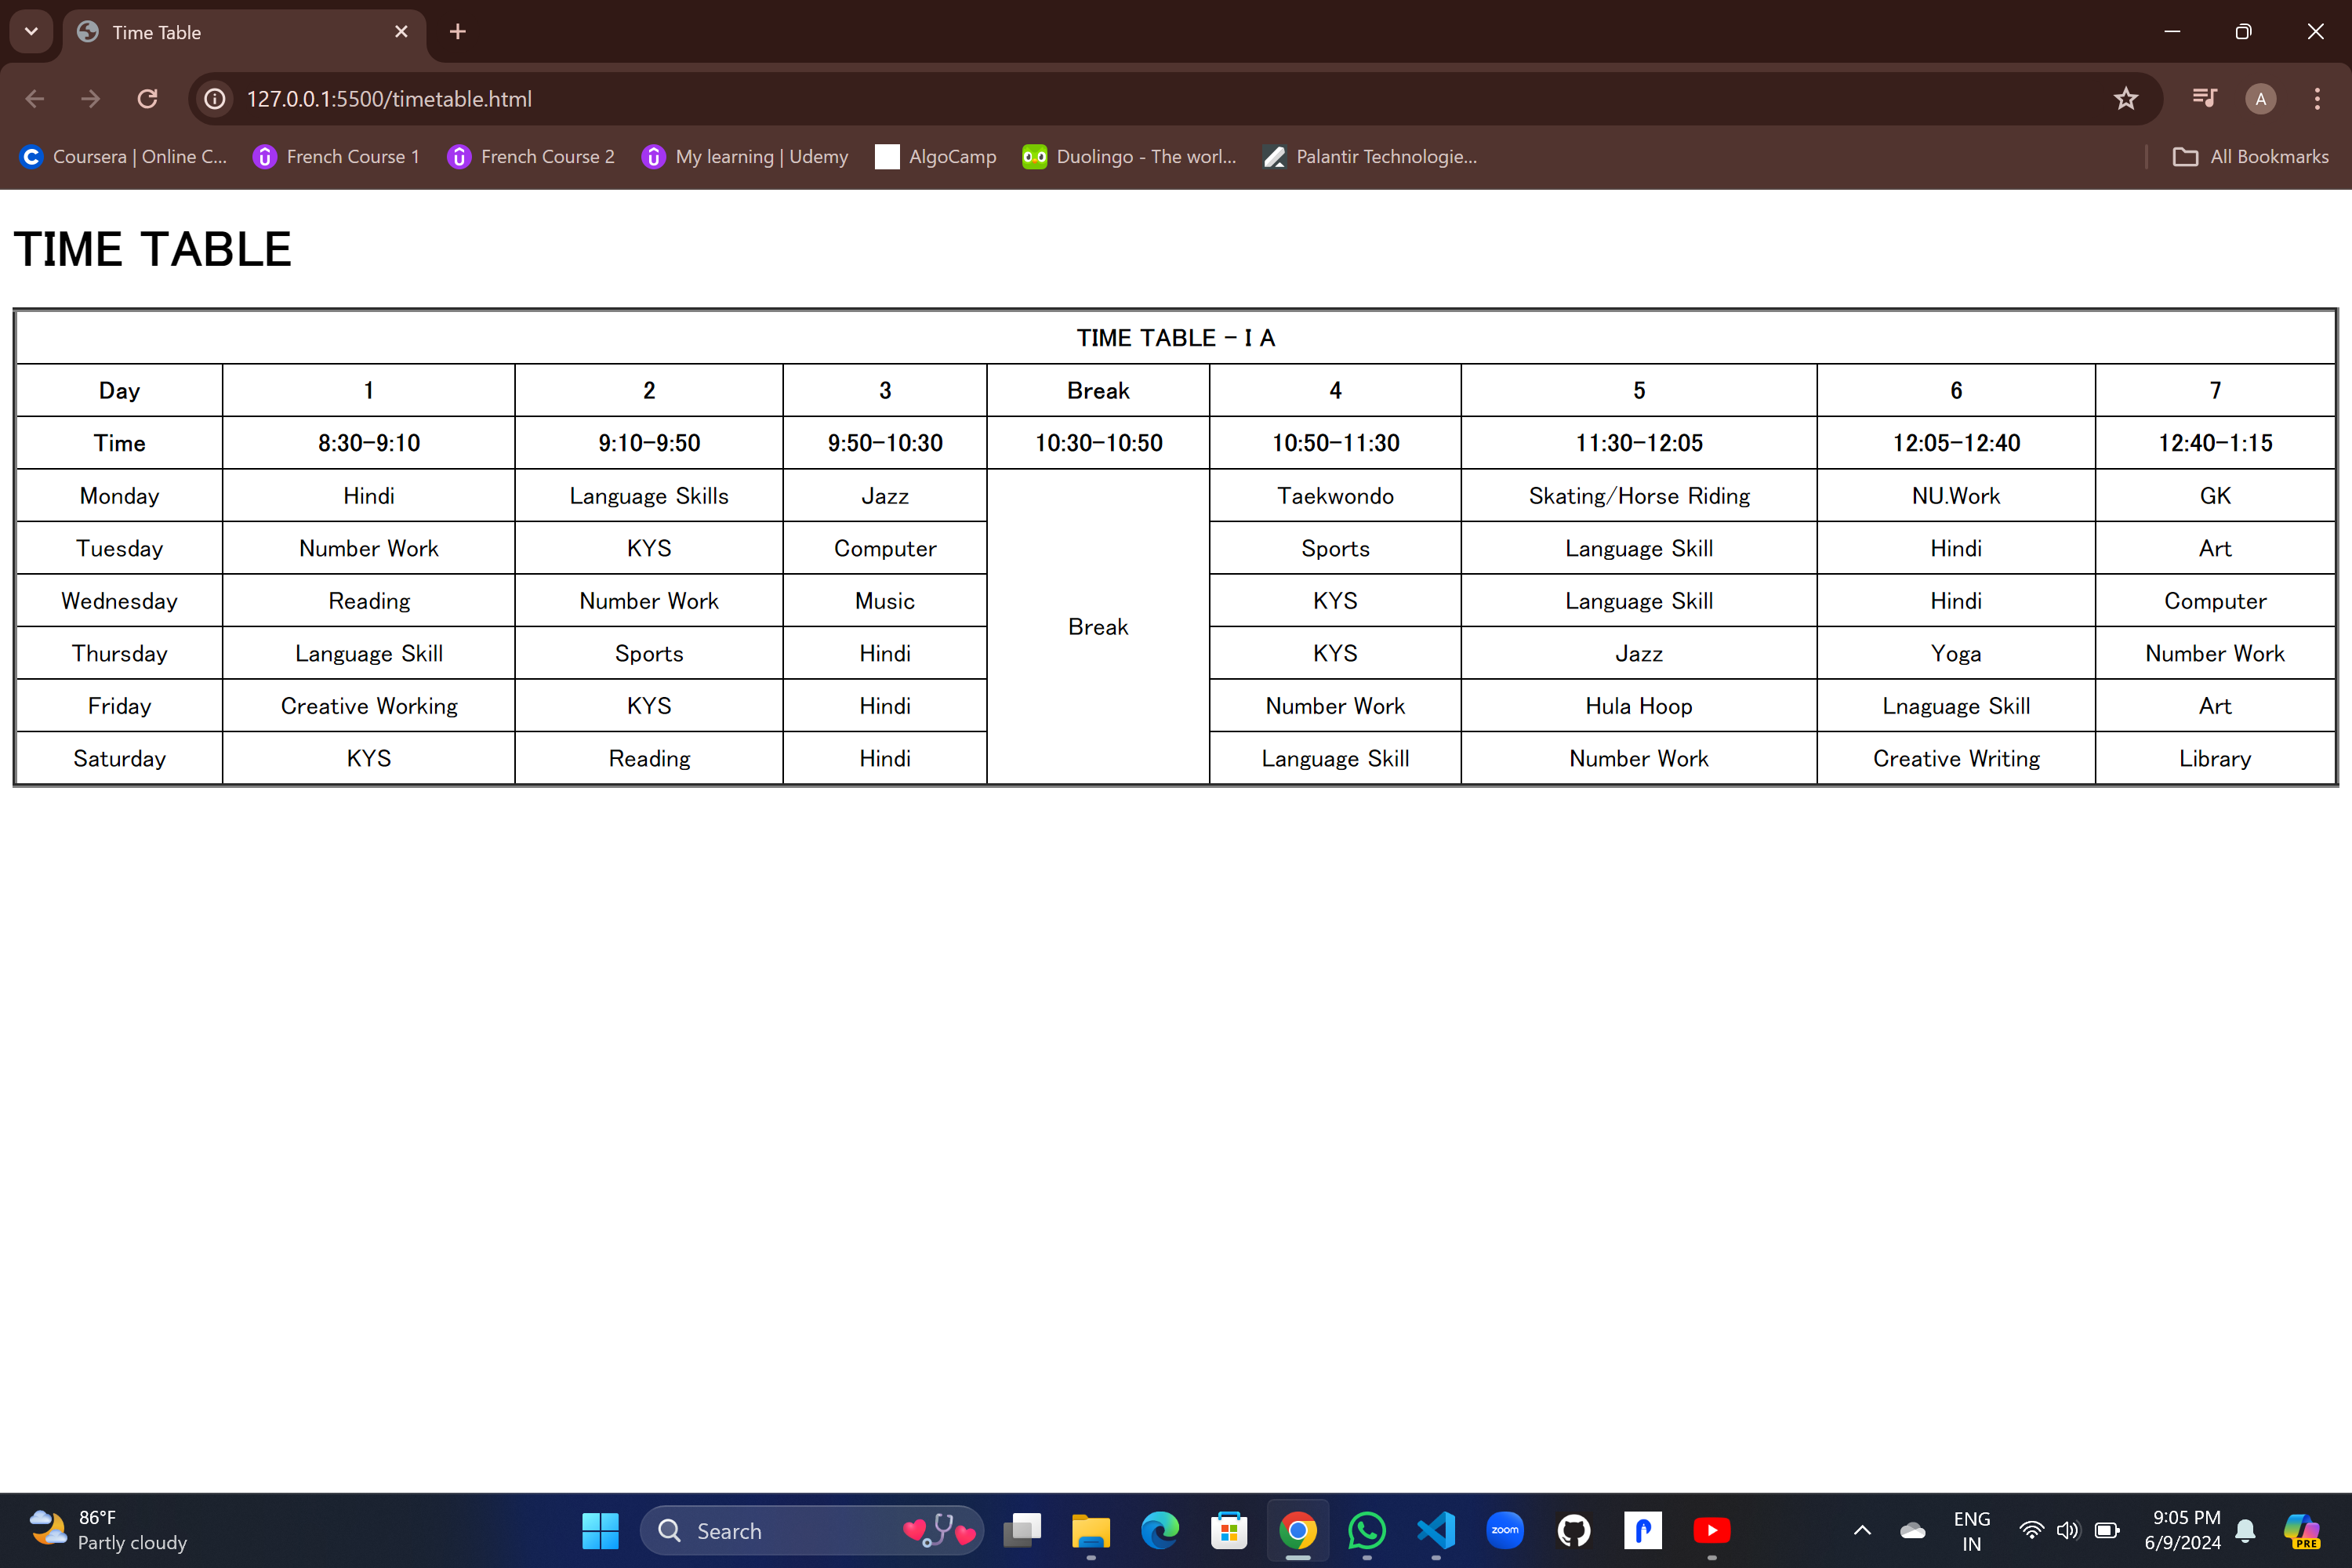 Time Table
127.0.0.1:5500/timetable.html
Coursera | Online C... French Course 1 French Course 2 My learning | Udemy AlgoCamp Duolingo - The worl... Palantir Technologie... All Bookmarks
A
TIME TABLE
TIME TABLE - I A
Day 1 2 3 Break 4 5 6 7
Time 8:30-9:10 9:10-9:50 9:50-10:30 10:30-10:50 10:50-11:30 11:30-12:05 12:05-12:40 12:40-1:15
Monday Hindi Language Skills Jazz Taekwondo Skating/Horse Riding NU.Work GK
Tuesday Number Work KYS Computer Sports Language Skill Hindi Art
Wednesday Reading Number Work Music KYS Language Skill Hindi Computer
Break
Thursday Language Skill Sports Hindi KYS Jazz Yoga Number Work
Friday Creative Working KYS Hindi Number Work Hula Hoop Lnaguage Skill Art
Saturday KYS Reading Hindi Language Skill Number Work Creative Writing Library
86°F
Partly cloudy
Search
zoom
ENG
IN
9:05 PM
6/9/2024
PRE